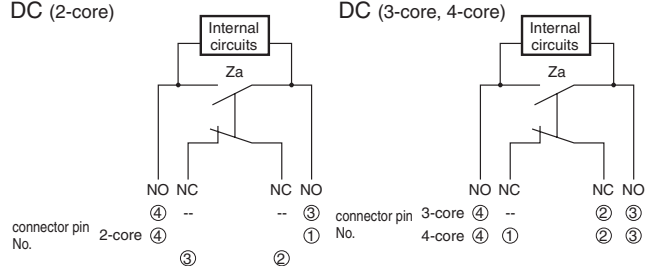 DC (2-core)
Internal
circuits
Za
NO NC NC NO
④ -- -- ③
connector pin
No.
2-core ④ ①
③ ②
DC (3-core, 4-core)
Internal
circuits
Za
NO NC NC NO
connector pin
No.
3-core ④ -- ② ③
4-core ④ ① ② ③